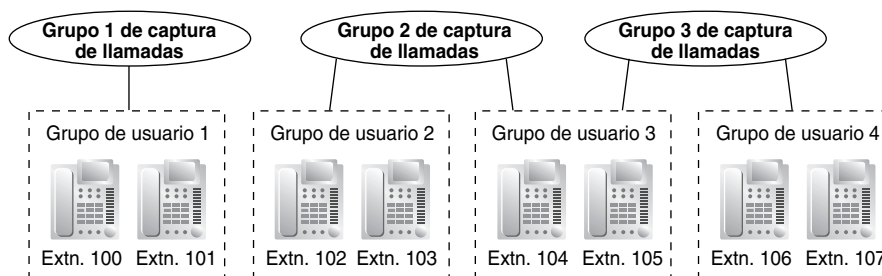 Grupo 1 de captura
de llamadas
Grupo 2 de captura
de llamadas
Grupo 3 de captura
de llamadas
Grupo de usuario 1
Grupo de usuario 2
Grupo de usuario 3
Grupo de usuario 4
Extn. 100 Extn. 101
Extn. 102 Extn. 103
Extn. 104 Extn. 105
Extn. 106 Extn. 107